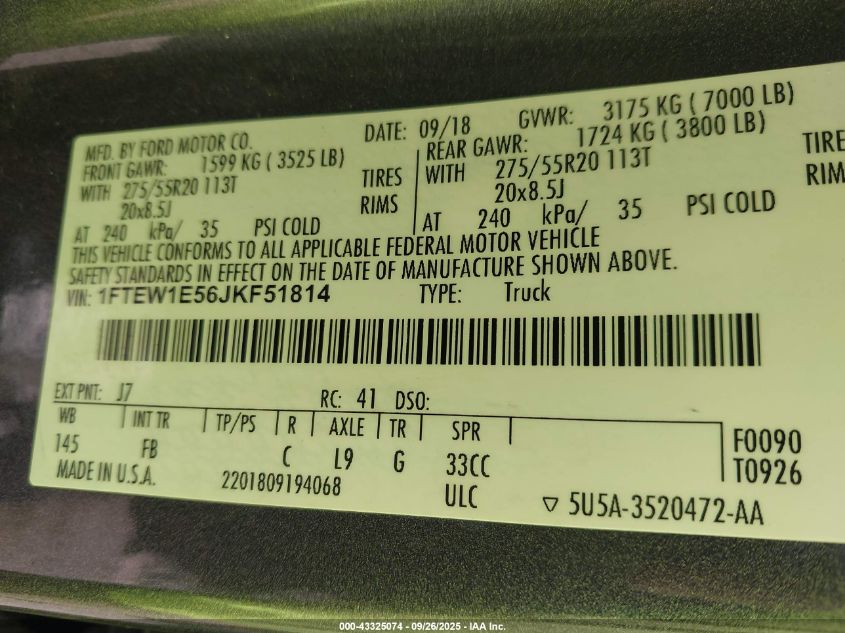 MFD. BY FORD MOTOR CO. DATE: 09/18 GVWR: 3175 KG ( 7000 LB)
FRONT GAWR: 1599 KG ( 3525 LB) REAR GAWR: 1724 KG ( 3800 LB)
WITH 275/55R20 113T TIRES WITH 275/55R20 113T TIRES
20x8.5J RIMS 20x8.5J RIM
AT 240 kPa/ 35 PSI COLD AT 240 kPa/ 35 PSI COLD
THIS VEHICLE CONFORMS TO ALL APPLICABLE FEDERAL MOTOR VEHICLE
SAFETY STANDARDS IN EFFECT ON THE DATE OF MANUFACTURE SHOWN ABOVE.
VIN: 1FTEW1E56JKF51814 TYPE: Truck
EXT PNT: J7 RC: 41 DSO:
WB INT TR TP/PS R AXLE TR SPR F0090
145 FB C L9 G 33CC T0926
MADE IN U.S.A. 2201809194068 ULC ▽ 5U5A-3520472-AA
000-43325074 - 09/26/2025 - IAA Inc.